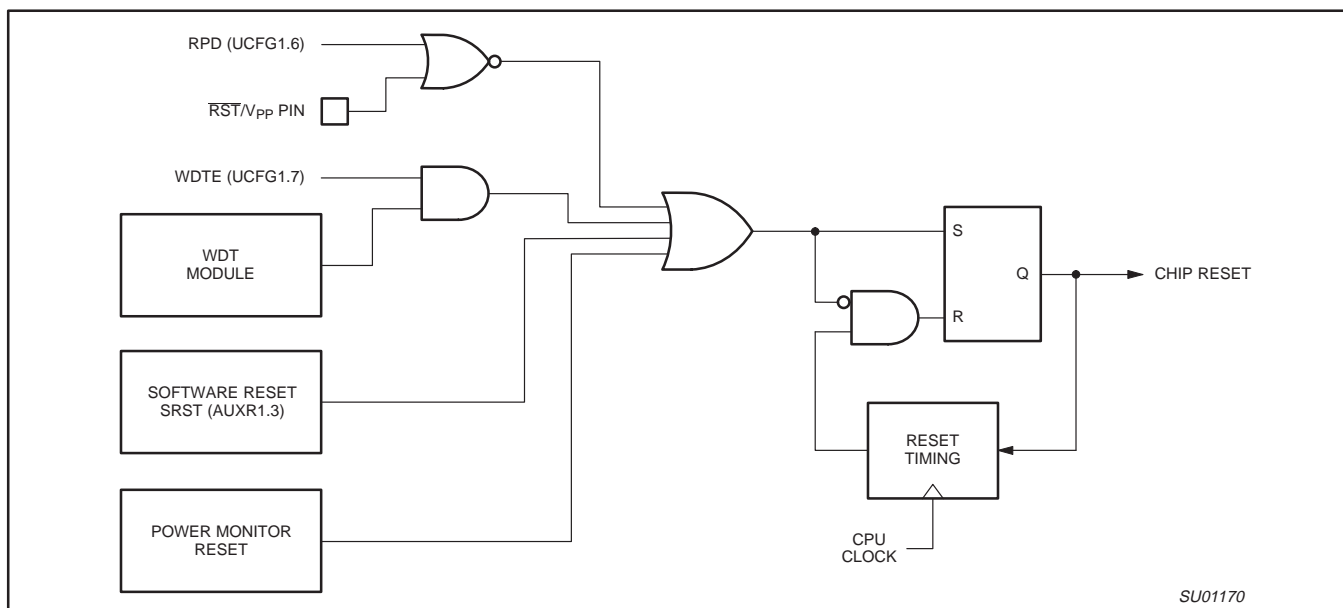 RPD (UCFG1.6)
R̅S̅T̅/VPP PIN
WDTE (UCFG1.7)
WDT
MODULE
SOFTWARE RESET
SRST (AUXR1.3)
POWER MONITOR
RESET
S
Q
R
CHIP RESET
RESET
TIMING
CPU
CLOCK
SU01170